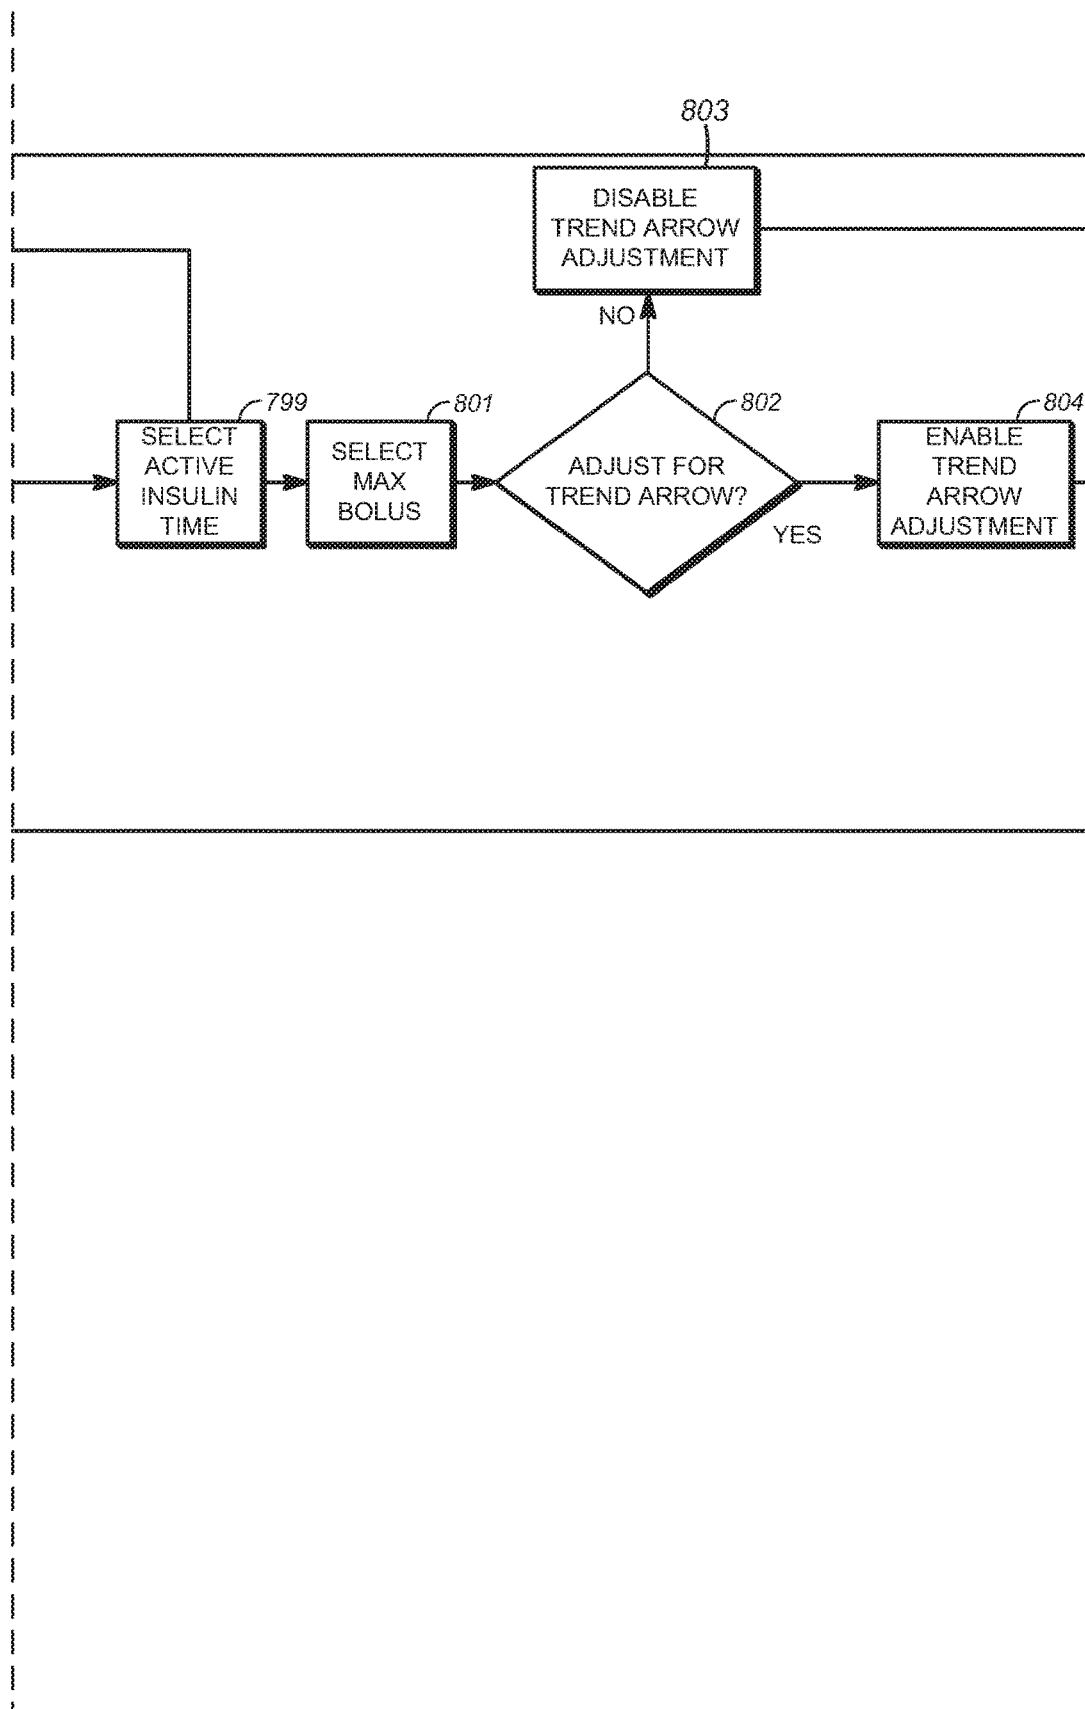 803
DISABLE
TREND ARROW
ADJUSTMENT
NO
799
SELECT
ACTIVE
INSULIN
TIME
801
SELECT
MAX
BOLUS
802
ADJUST FOR
TREND ARROW?
YES
804
ENABLE
TREND
ARROW
ADJUSTMENT